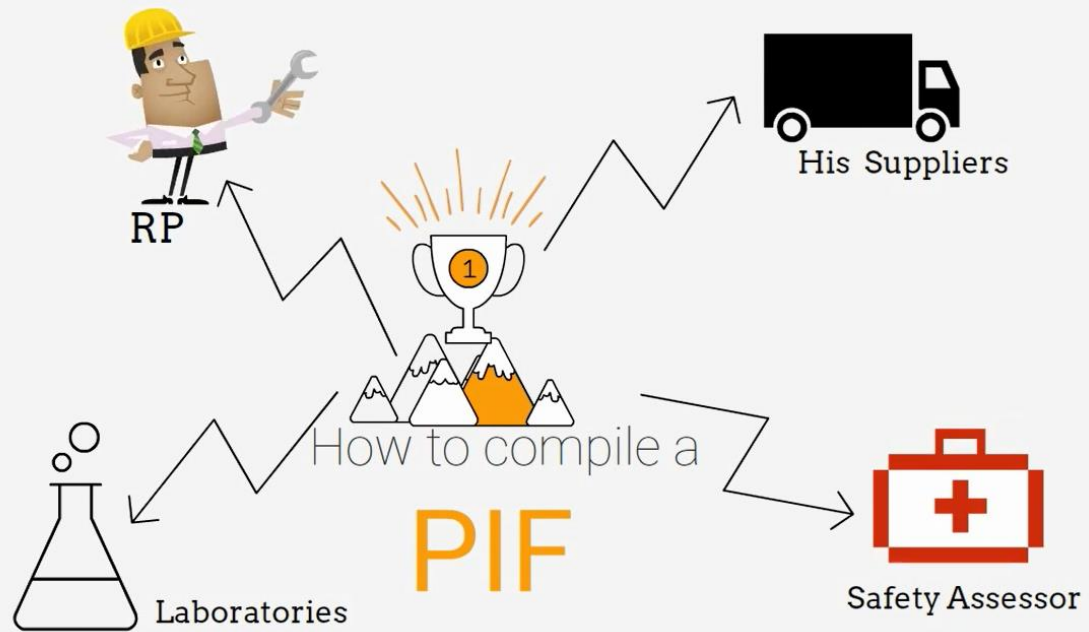 His Suppliers
RP
1
How to compile a
PIF
Laboratories
Safety Assessor